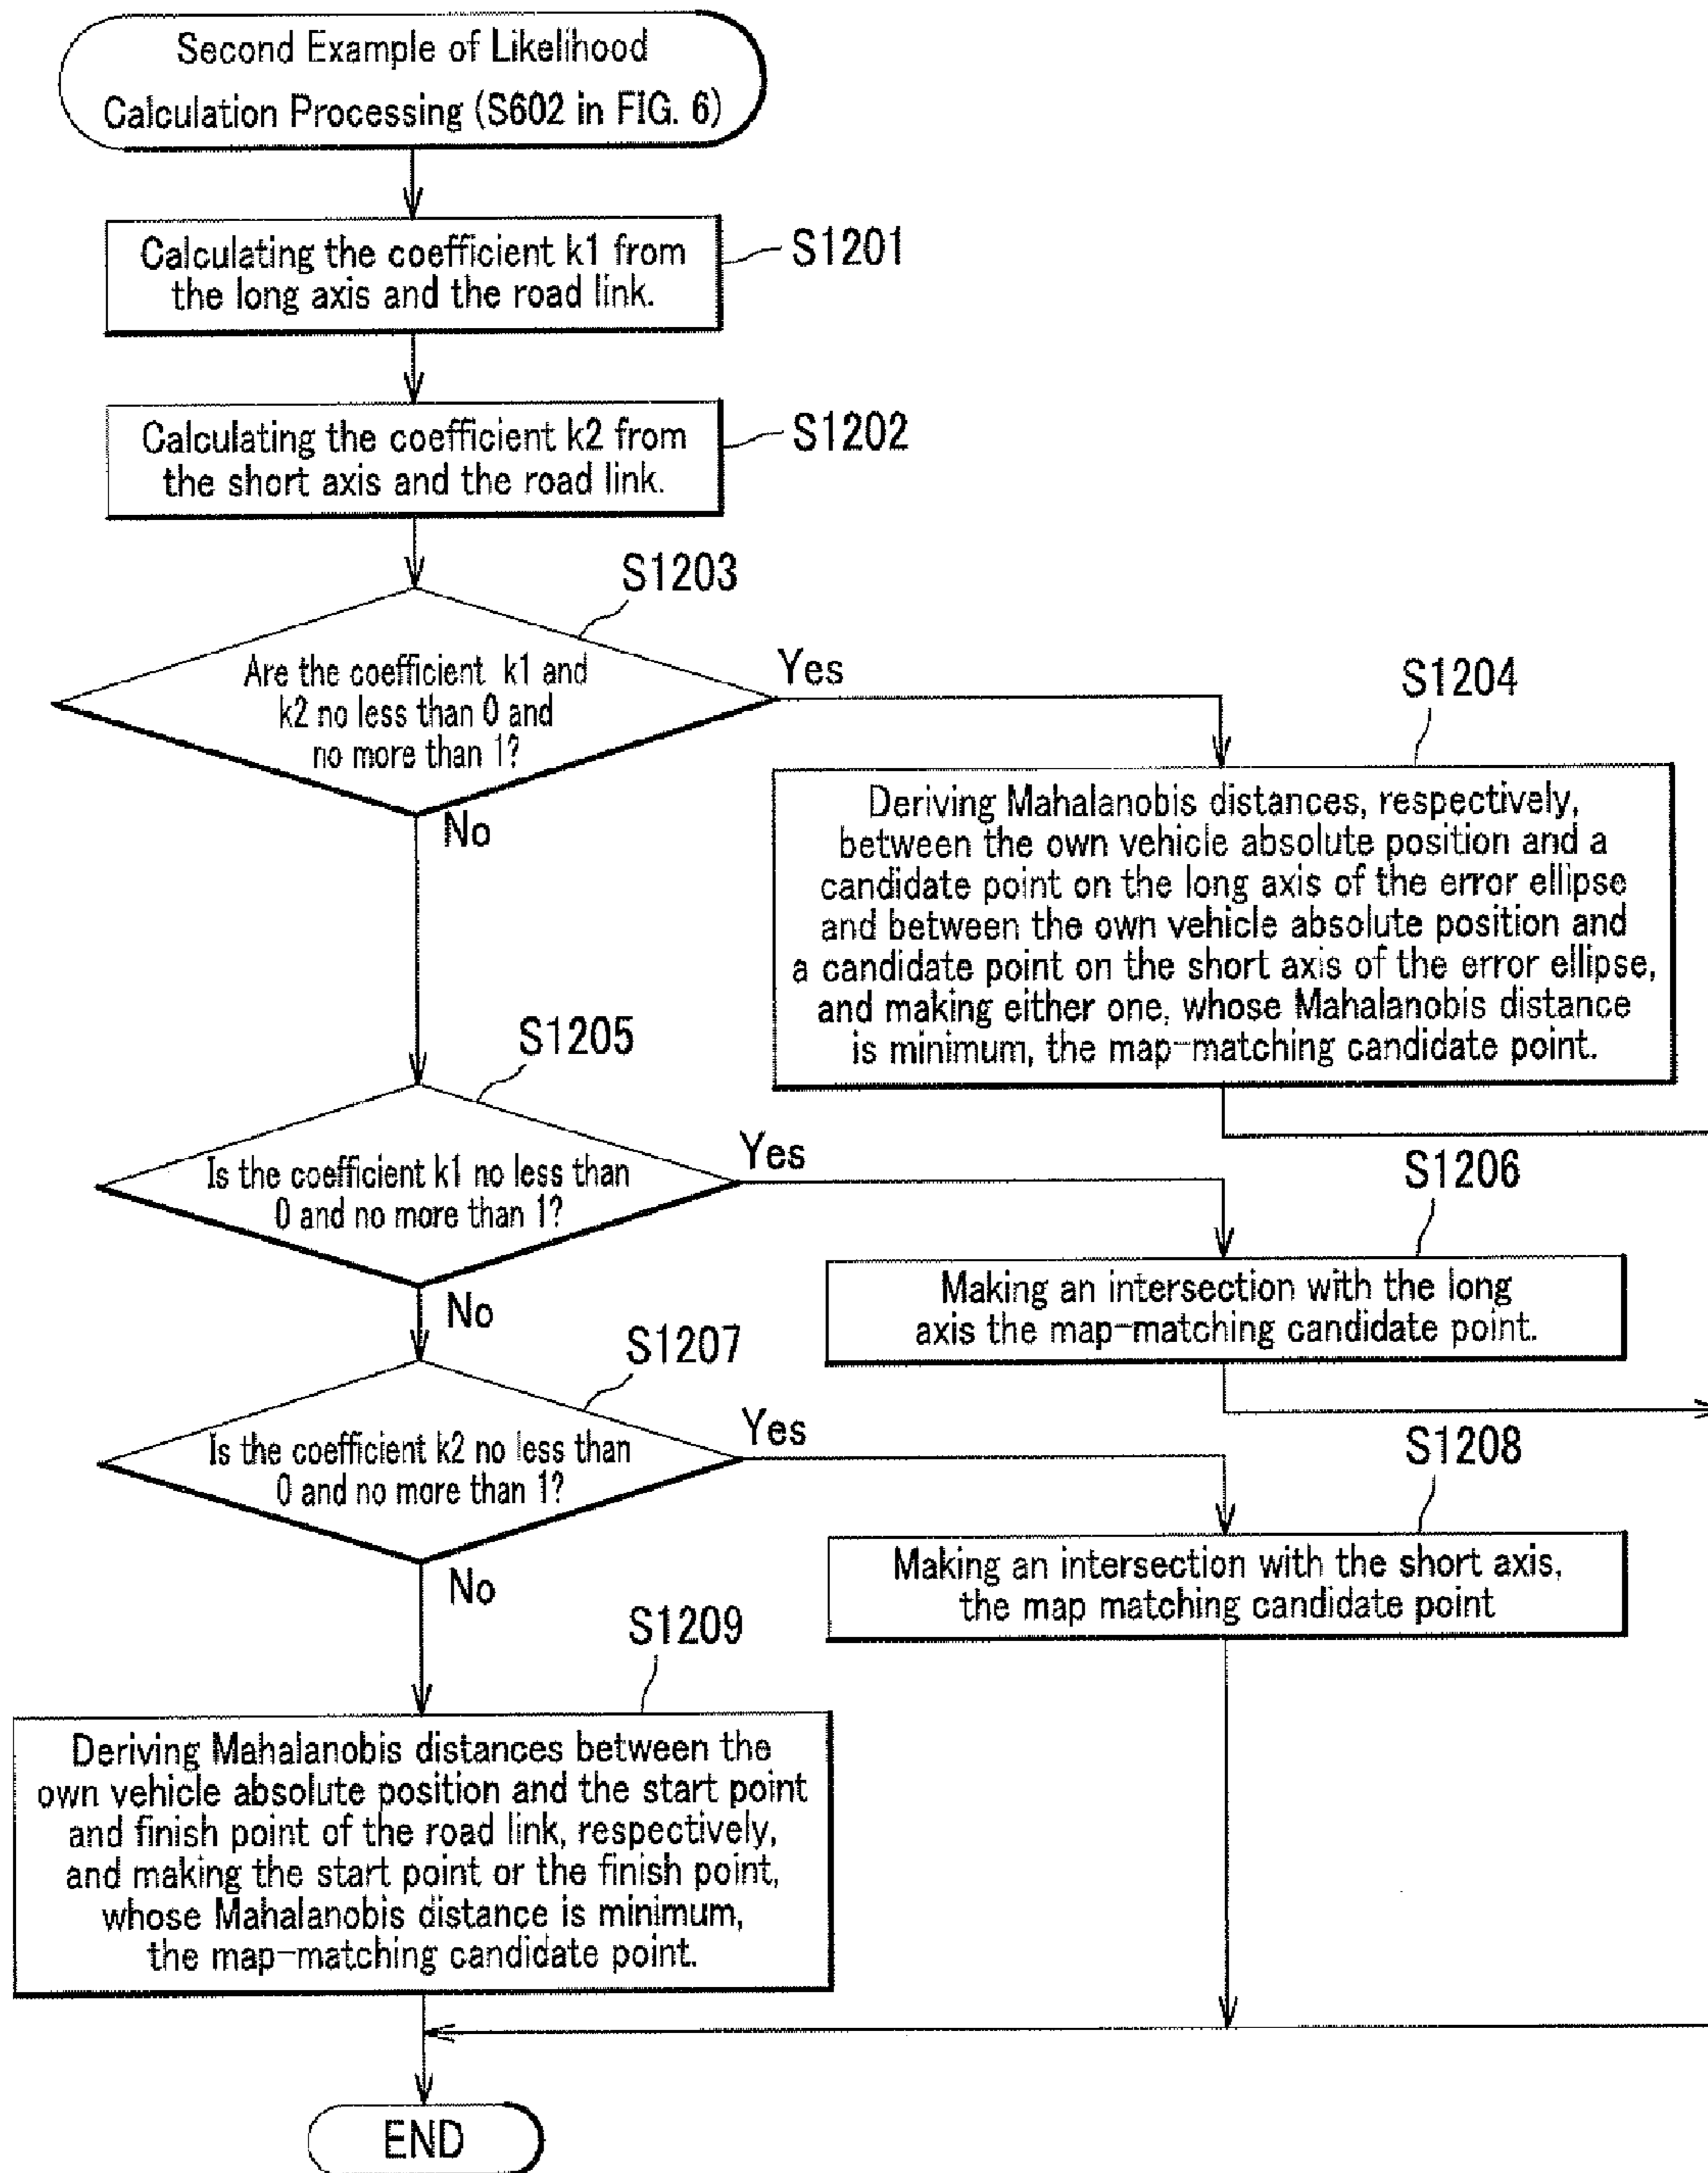 Second Example of Likelihood
Calculation Processing (S602 in FIG. 6)
Calculating the coefficient k1 from
the long axis and the road link.
S1201
Calculating the coefficient k2 from
the short axis and the road link.
S1202
S1203
Are the coefficient k1 and
k2 no less than 0 and
no more than 1?
Yes
No
S1204
Deriving Mahalanobis distances, respectively,
between the own vehicle absolute position and a
candidate point on the long axis of the error ellipse
and between the own vehicle absolute position and
a candidate point on the short axis of the error ellipse,
and making either one, whose Mahalanobis distance
is minimum, the map-matching candidate point.
S1205
Is the coefficient k1 no less than
0 and no more than 1?
Yes
No
S1206
Making an intersection with the long
axis the map-matching candidate point.
S1207
Is the coefficient k2 no less than
0 and no more than 1?
Yes
No
S1208
Making an intersection with the short axis,
the map matching candidate point
S1209
Deriving Mahalanobis distances between the
own vehicle absolute position and the start point
and finish point of the road link, respectively,
and making the start point or the finish point,
whose Mahalanobis distance is minimum,
the map-matching candidate point.
END